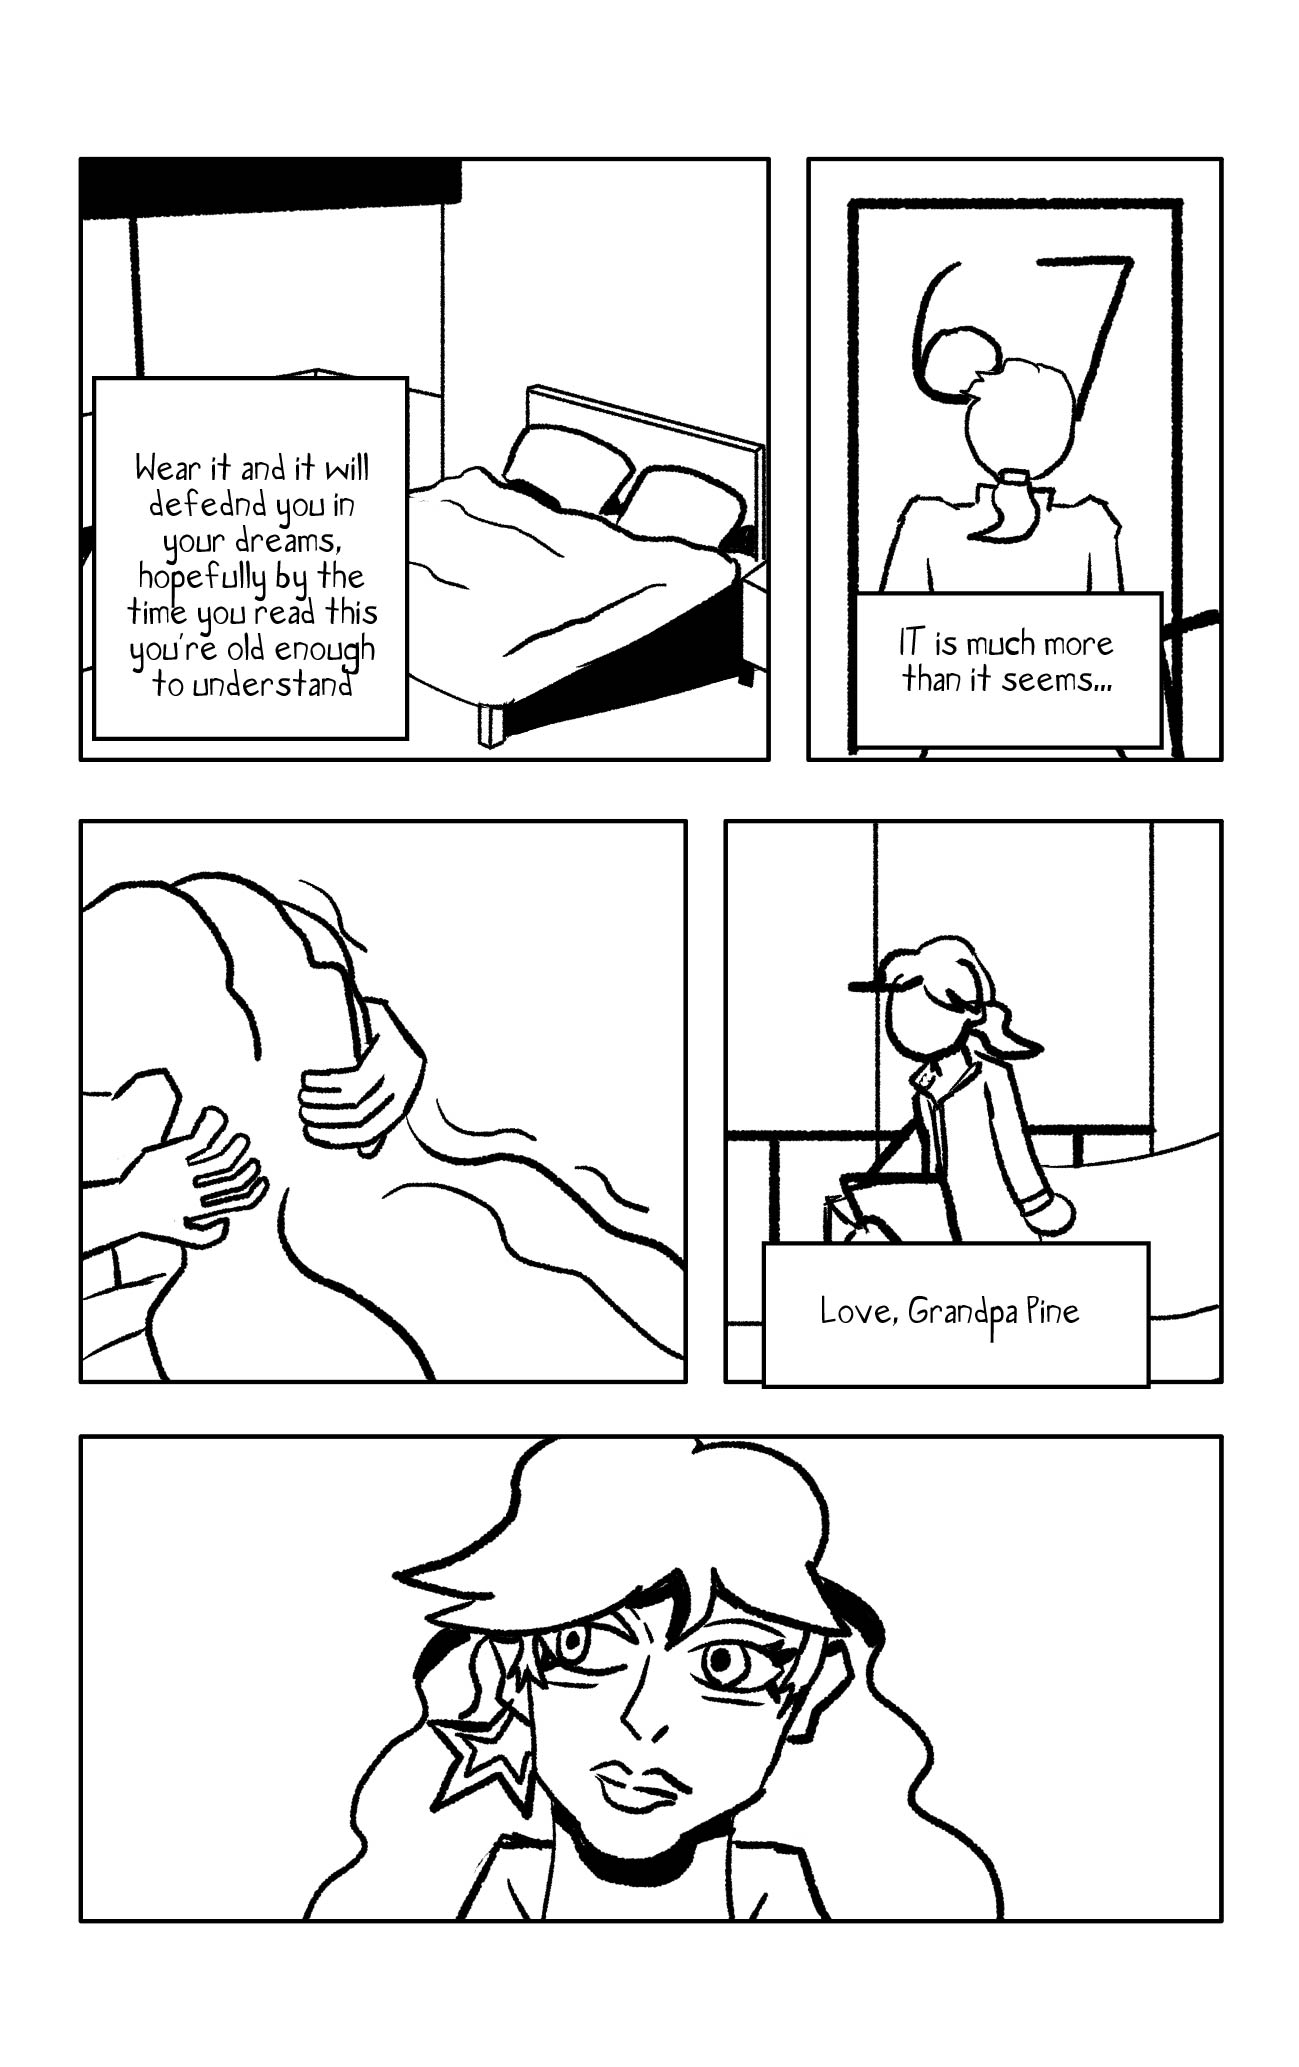 Wear it and it will
defednd you in
your dreams,
hopefully by the
time you read this
you're old enough
to understand
67
IT is much more
than it seems...
Love, Grandpa Pine